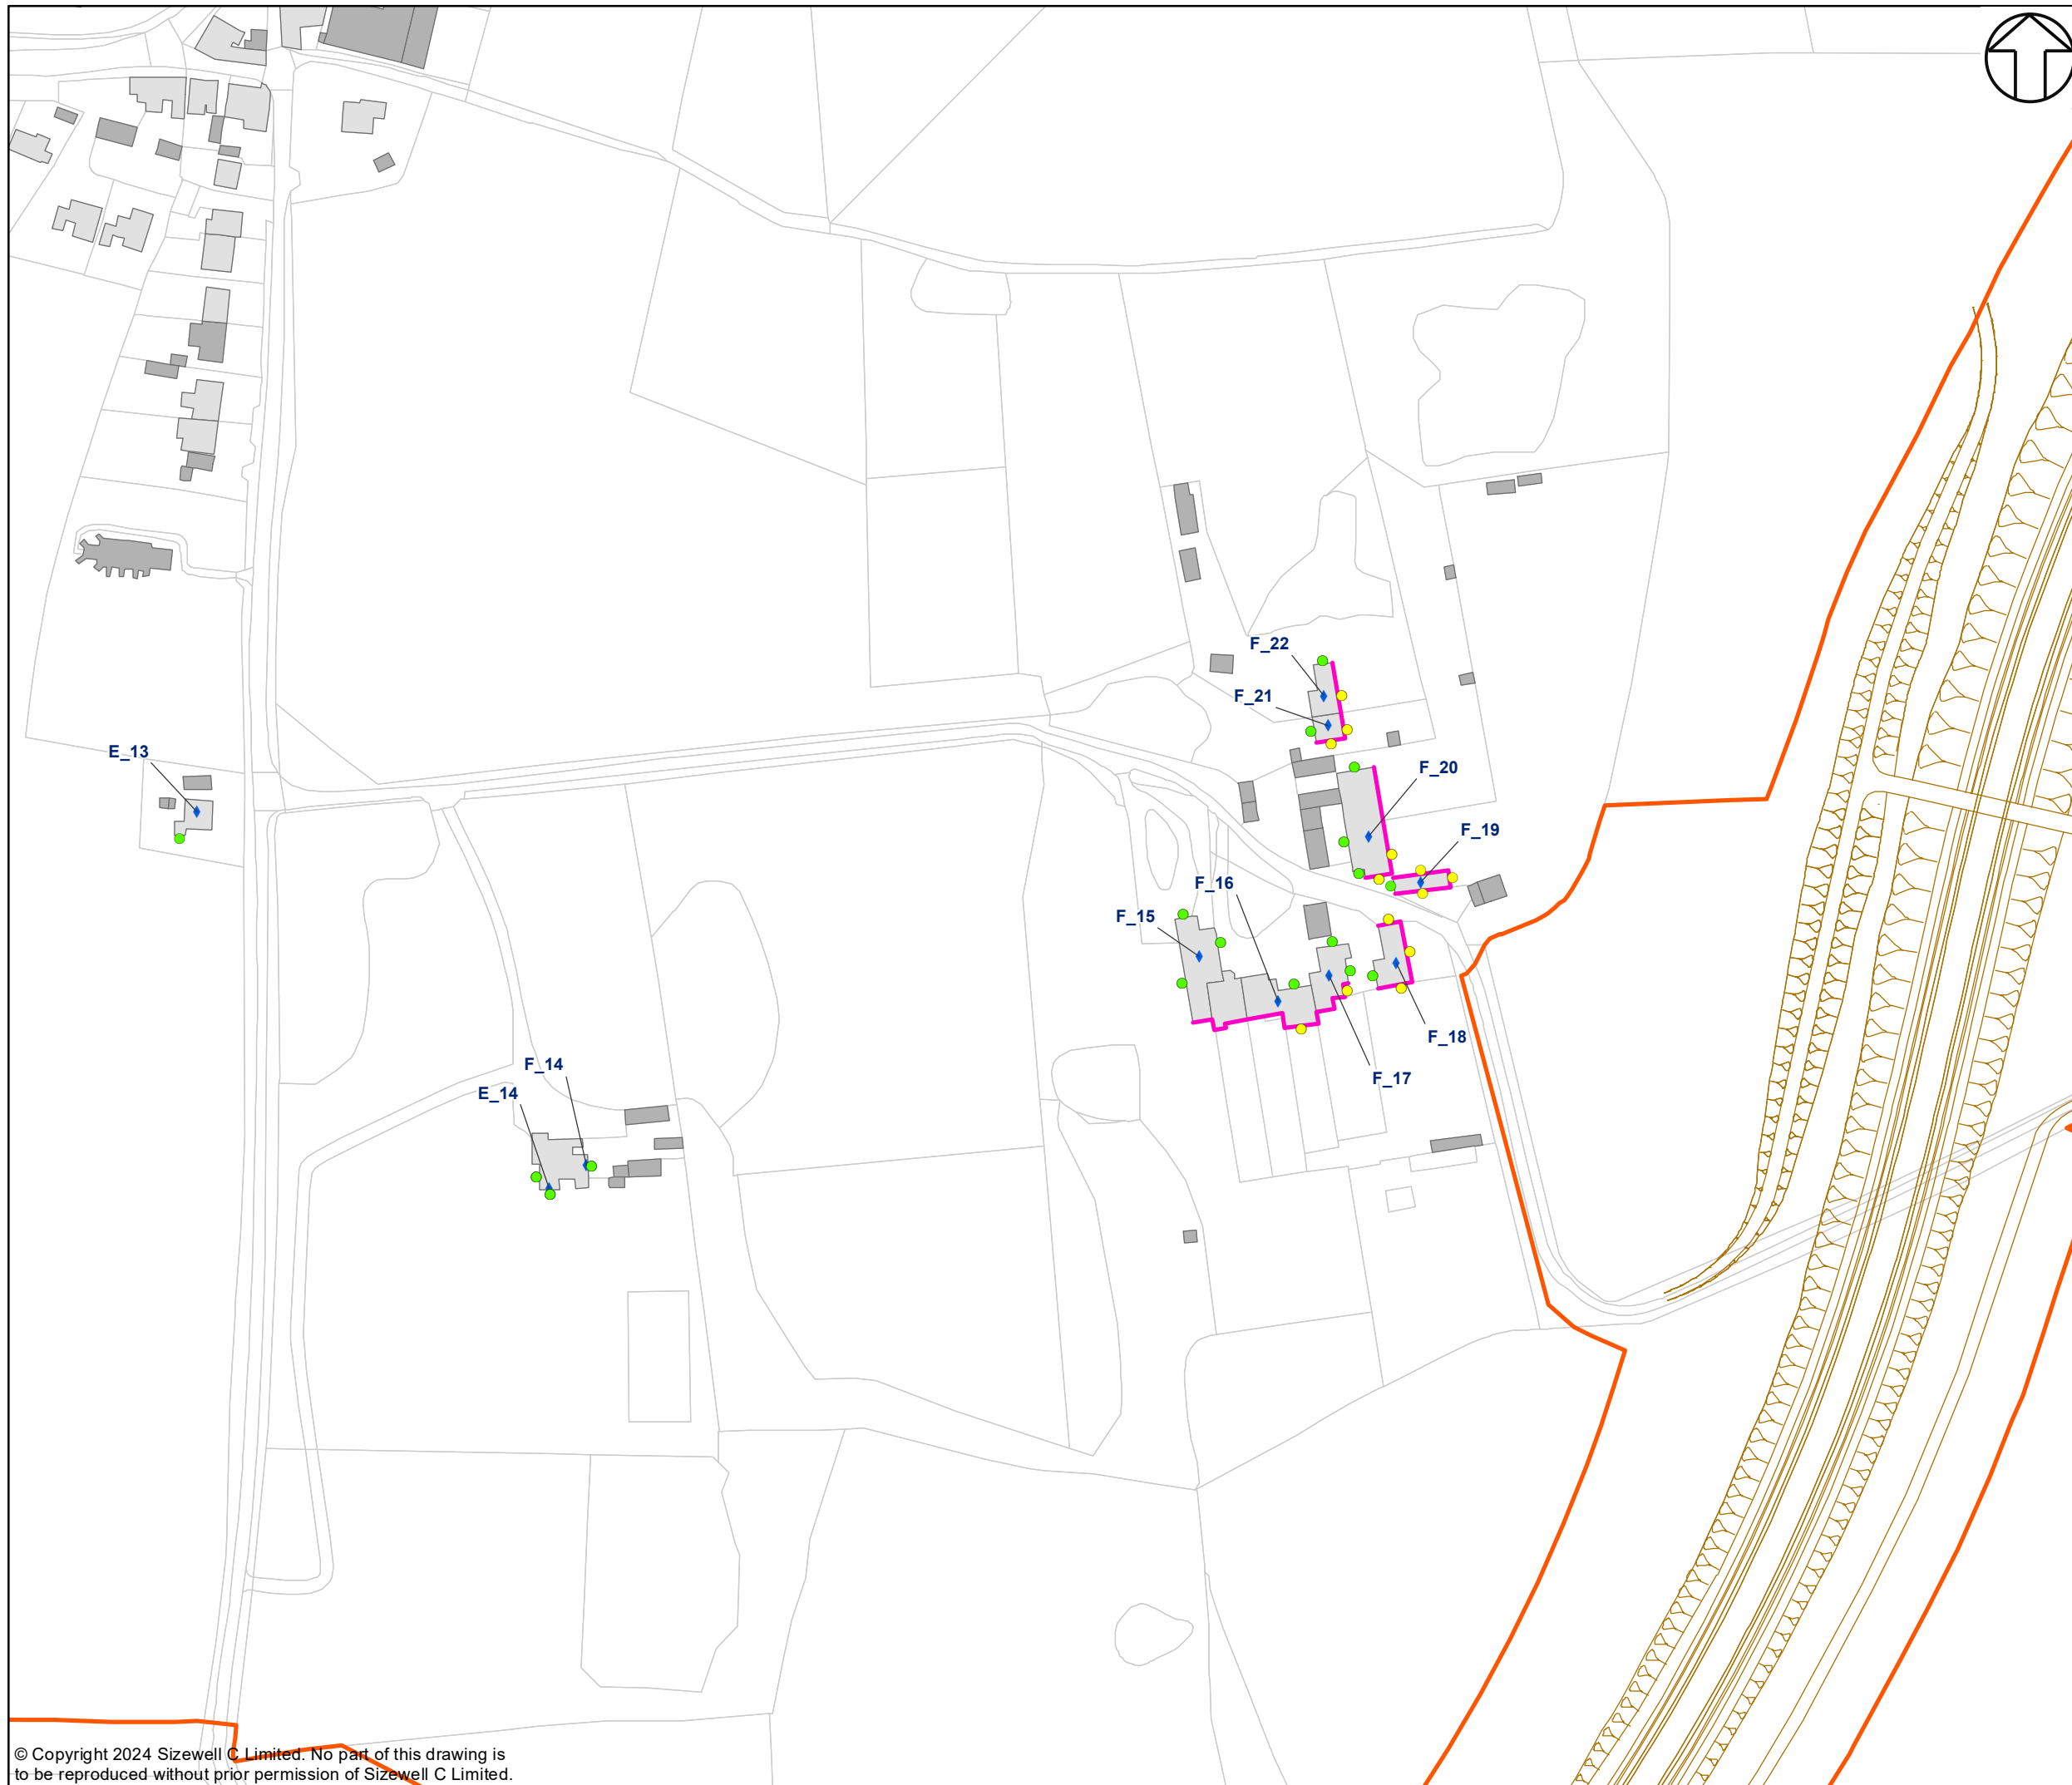 F_22
F_21
E_13
F_20
F_19
F_16
F_15
F_18
F_14
F_17
E_14
© Copyright 2024 Sizewell C Limited. No part of this drawing is
to be reproduced without prior permission of Sizewell C Limited.